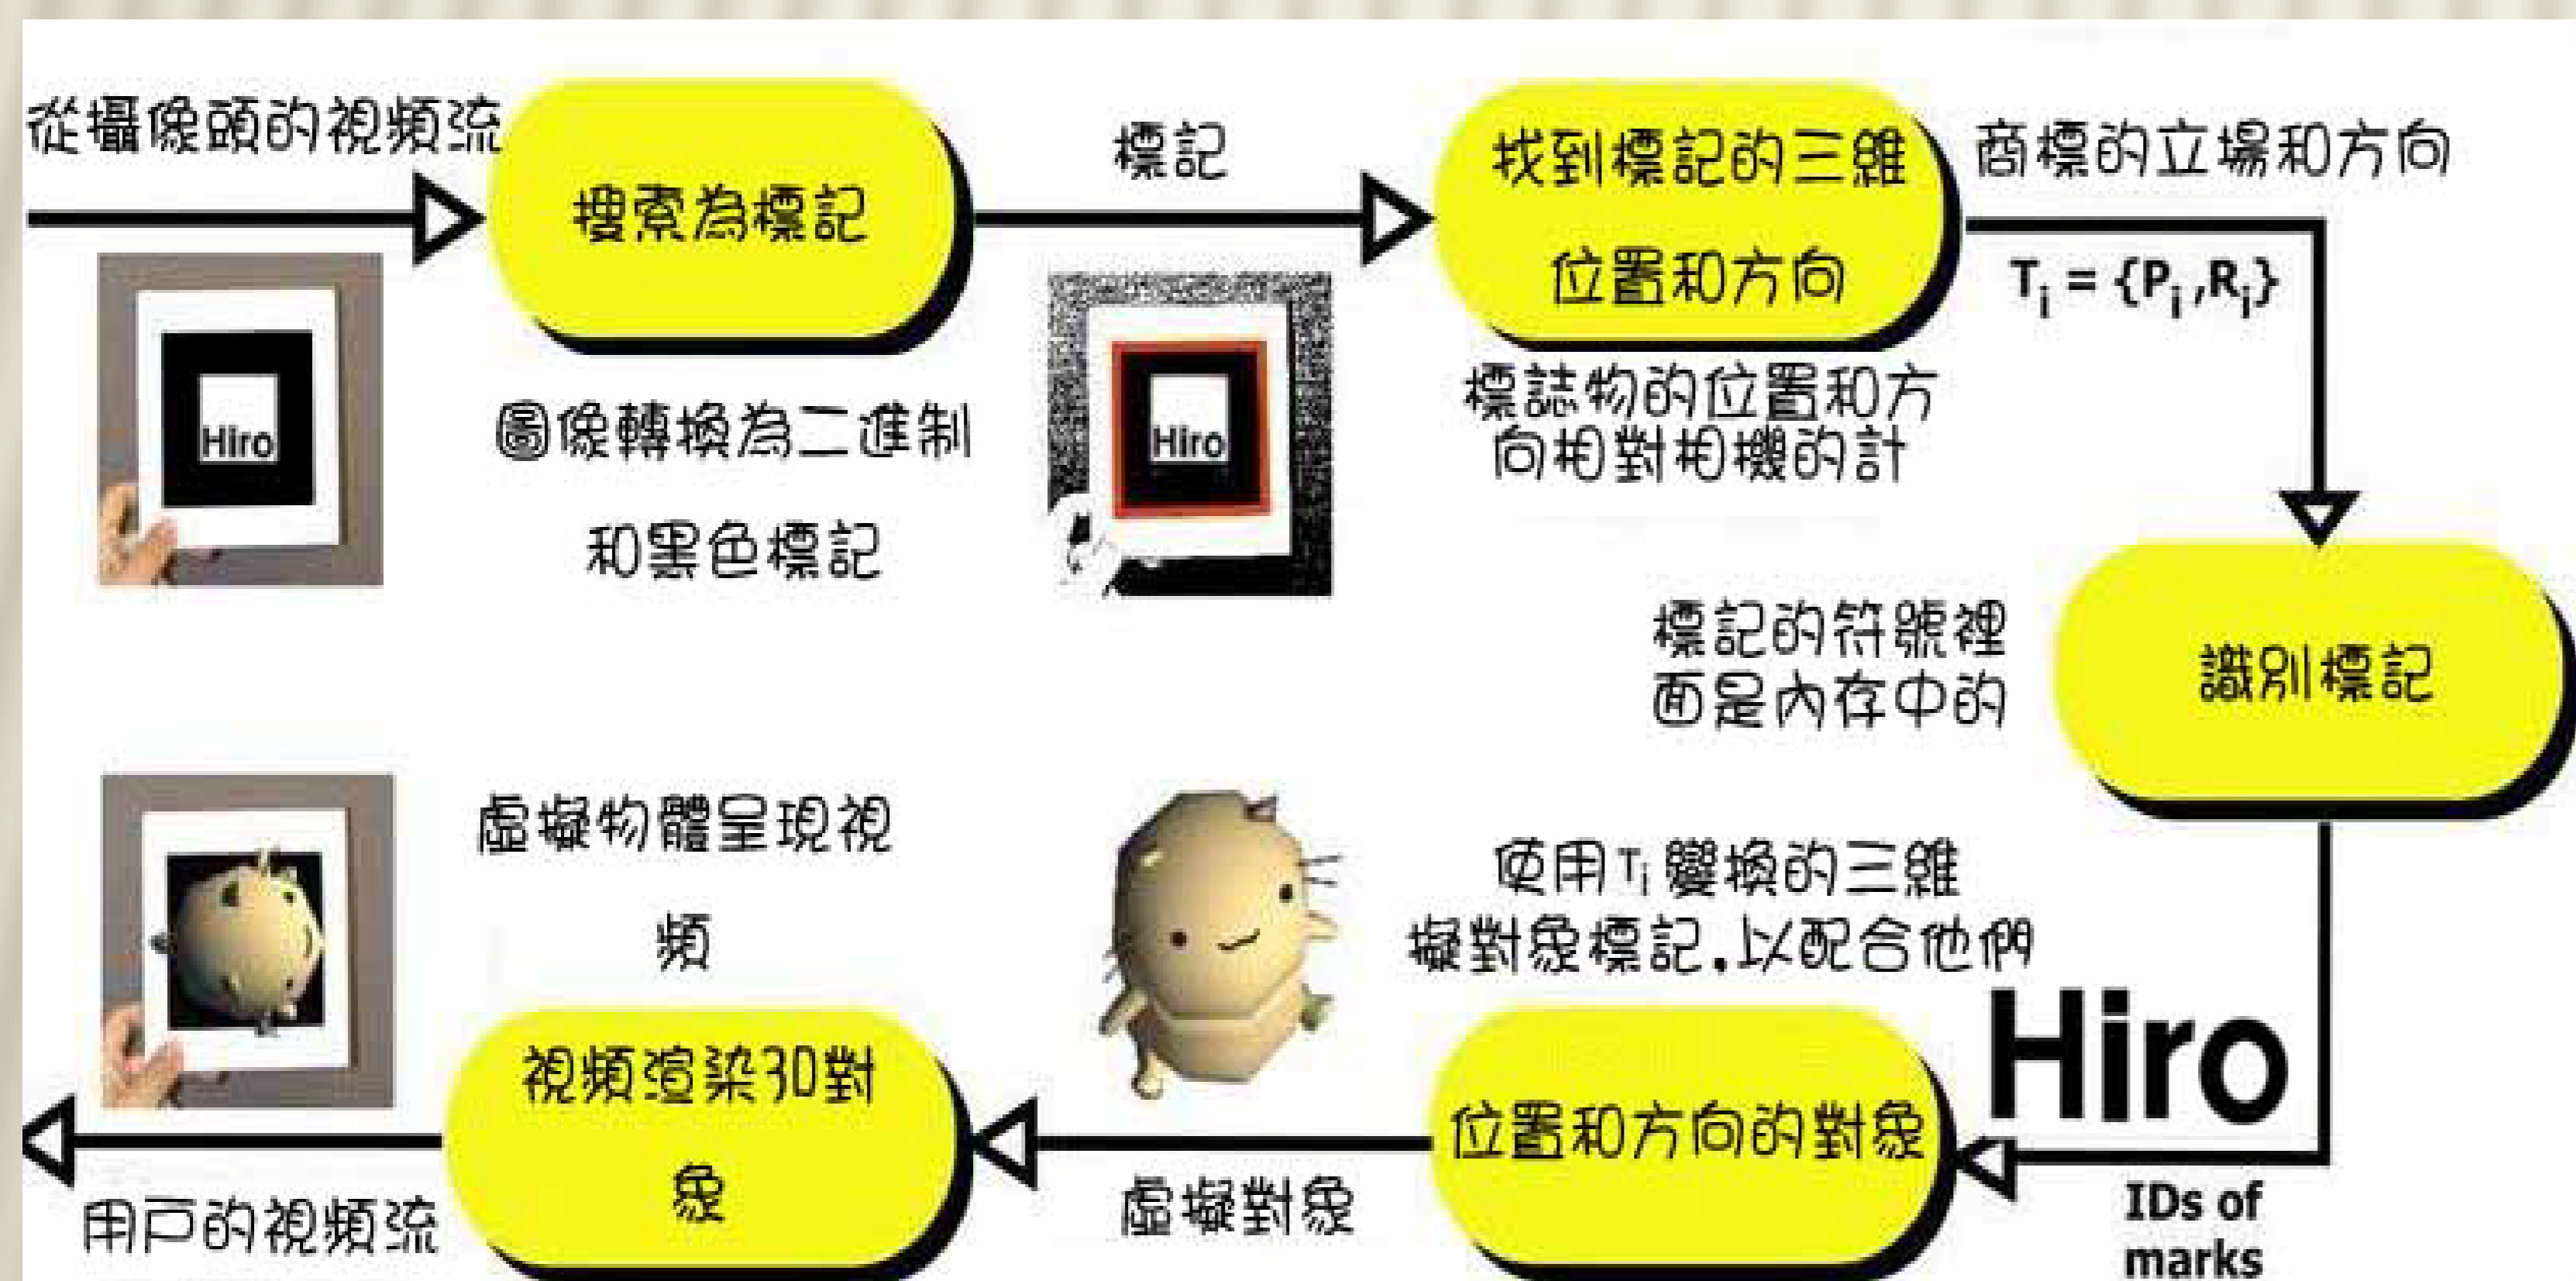 從攝像頭的視頻流
搜索為標記
標記
找到標記的三維
位置和方向
商標的立場和方向
Ti = {Pi,Ri}
Hiro
圖像轉換為二進制
和黑色標記
Hiro
標誌物的位置和方
向相對相機的計
標記的符號裡
面是內存中的
識別標記
虛擬物體呈現視
頻
使用Ti變換的三維
擬對象標記.以配合他們
Hiro
IDs of
marks
位置和方向的對象
虛擬對象
視頻渲染3D對
象
用戶的視頻流